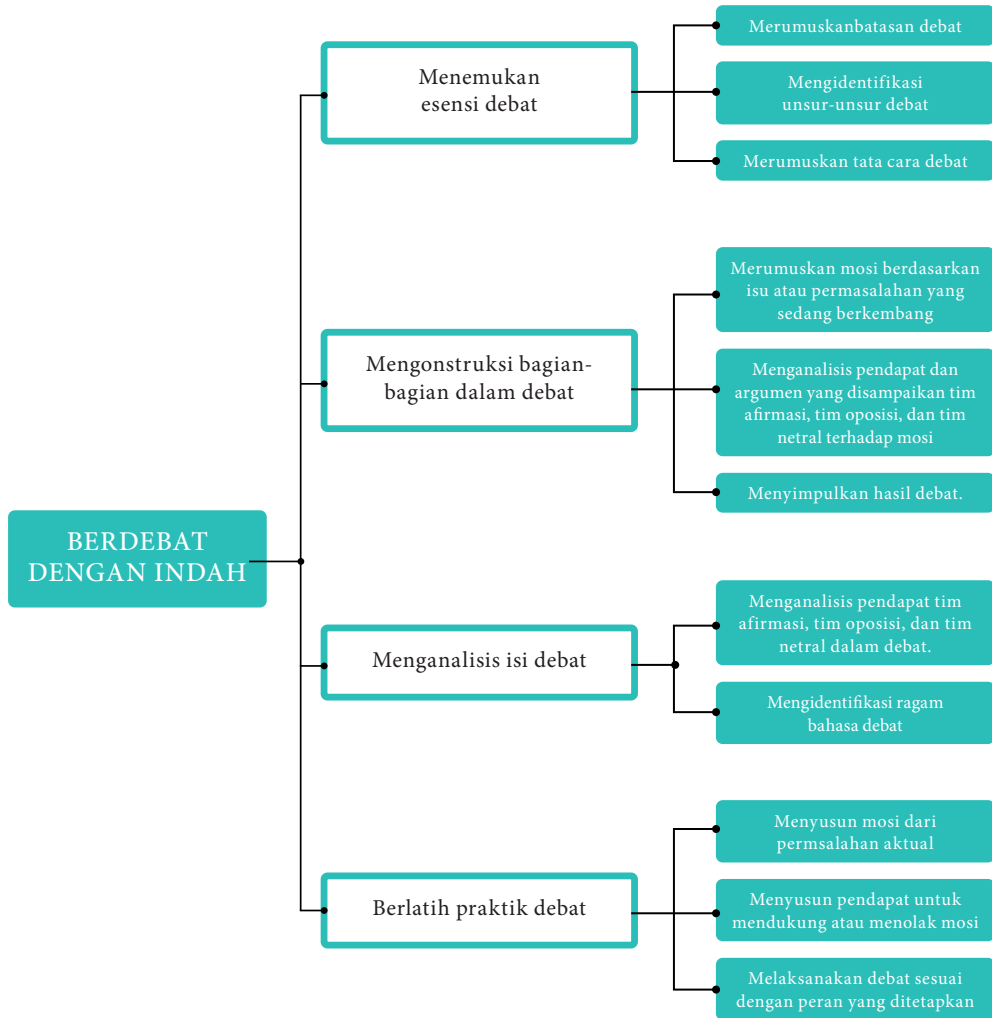 BERDEBAT
DENGAN INDAH
Menemukan
esensi debat
Merumuskanbatasan debat
Mengidentifikasi
unsur-unsur debat
Merumuskan tata cara debat
Mengonstruksi bagian-
bagian dalam debat
Merumuskan mosi berdasarkan
isu atau permasalahan yang
sedang berkembang
Menganalisis pendapat dan
argumen yang disampaikan tim
afirmasi, tim oposisi, dan tim
netral terhadap mosi
Menyimpulkan hasil debat.
Menganalisis isi debat
Menganalisis pendapat tim
afirmasi, tim oposisi, dan tim
netral dalam debat.
Mengidentifikasi ragam
bahasa debat
Berlatih praktik debat
Menyusun mosi dari
permsalahan aktual
Menyusun pendapat untuk
mendukung atau menolak mosi
Melaksanakan debat sesuai
dengan peran yang ditetapkan